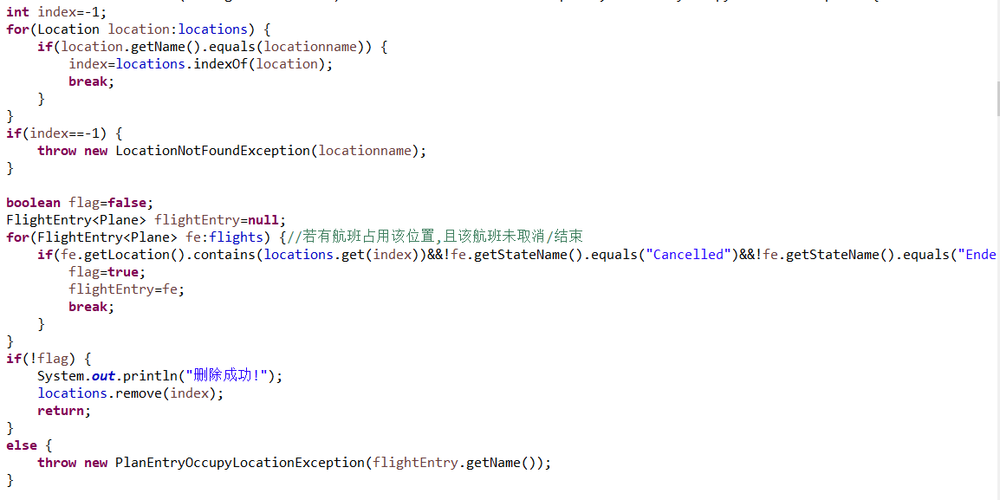 int index=-1;
for(Location location:locations) {
    if(location.getName().equals(locationname)) {
        index=locations.indexOf(location);
        break;
    }
}
if(index==-1) {
    throw new LocationNotFoundException(locationname);
}
boolean flag=false;
FlightEntry<Plane> flightEntry=null;
for(FlightEntry<Plane> fe:flights) {//若有航班占用该位置,且该航班未取消/结束
    if(fe.getLocation().contains(locations.get(index))&&!fe.getStateName().equals("Cancelled")&&!fe.getStateName().equals("Ende
        flag=true;
        flightEntry=fe;
        break;
    }
}
if(!flag) {
    System.out.println("删除成功!");
    locations.remove(index);
    return;
}
else {
    throw new PlanEntryOccupyLocationException(flightEntry.getName());
}